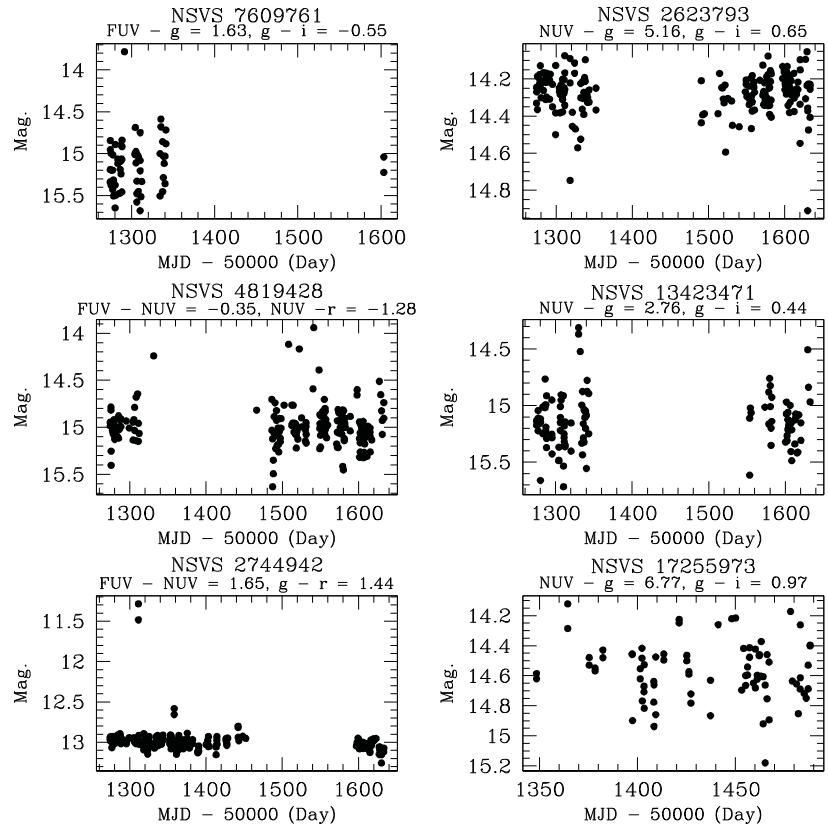 NSVS 7609761
FUV - g = 1.63, g - i = -0.55
14
14.5
15
15.5
Mag.
1300 1400 1500 1600
MJD - 50000 (Day)
NSVS 2623793
NUV - g = 5.16, g - i = 0.65
14.2
14.4
14.6
14.8
Mag.
1300 1400 1500 1600
MJD - 50000 (Day)
NSVS 4819428
FUV - NUV = -0.35, NUV -r = -1.28
14
14.5
15
15.5
Mag.
1300 1400 1500 1600
MJD - 50000 (Day)
NSVS 13423471
NUV - g = 2.76, g - i = 0.44
14.5
15
15.5
Mag.
1300 1400 1500 1600
MJD - 50000 (Day)
NSVS 2744942
FUV - NUV = 1.65, g - r = 1.44
11.5
12
12.5
13
Mag.
1300 1400 1500 1600
MJD - 50000 (Day)
NSVS 17255973
NUV - g = 6.77, g - i = 0.97
14.2
14.4
14.6
14.8
15
15.2
Mag.
1350 1400 1450
MJD - 50000 (Day)